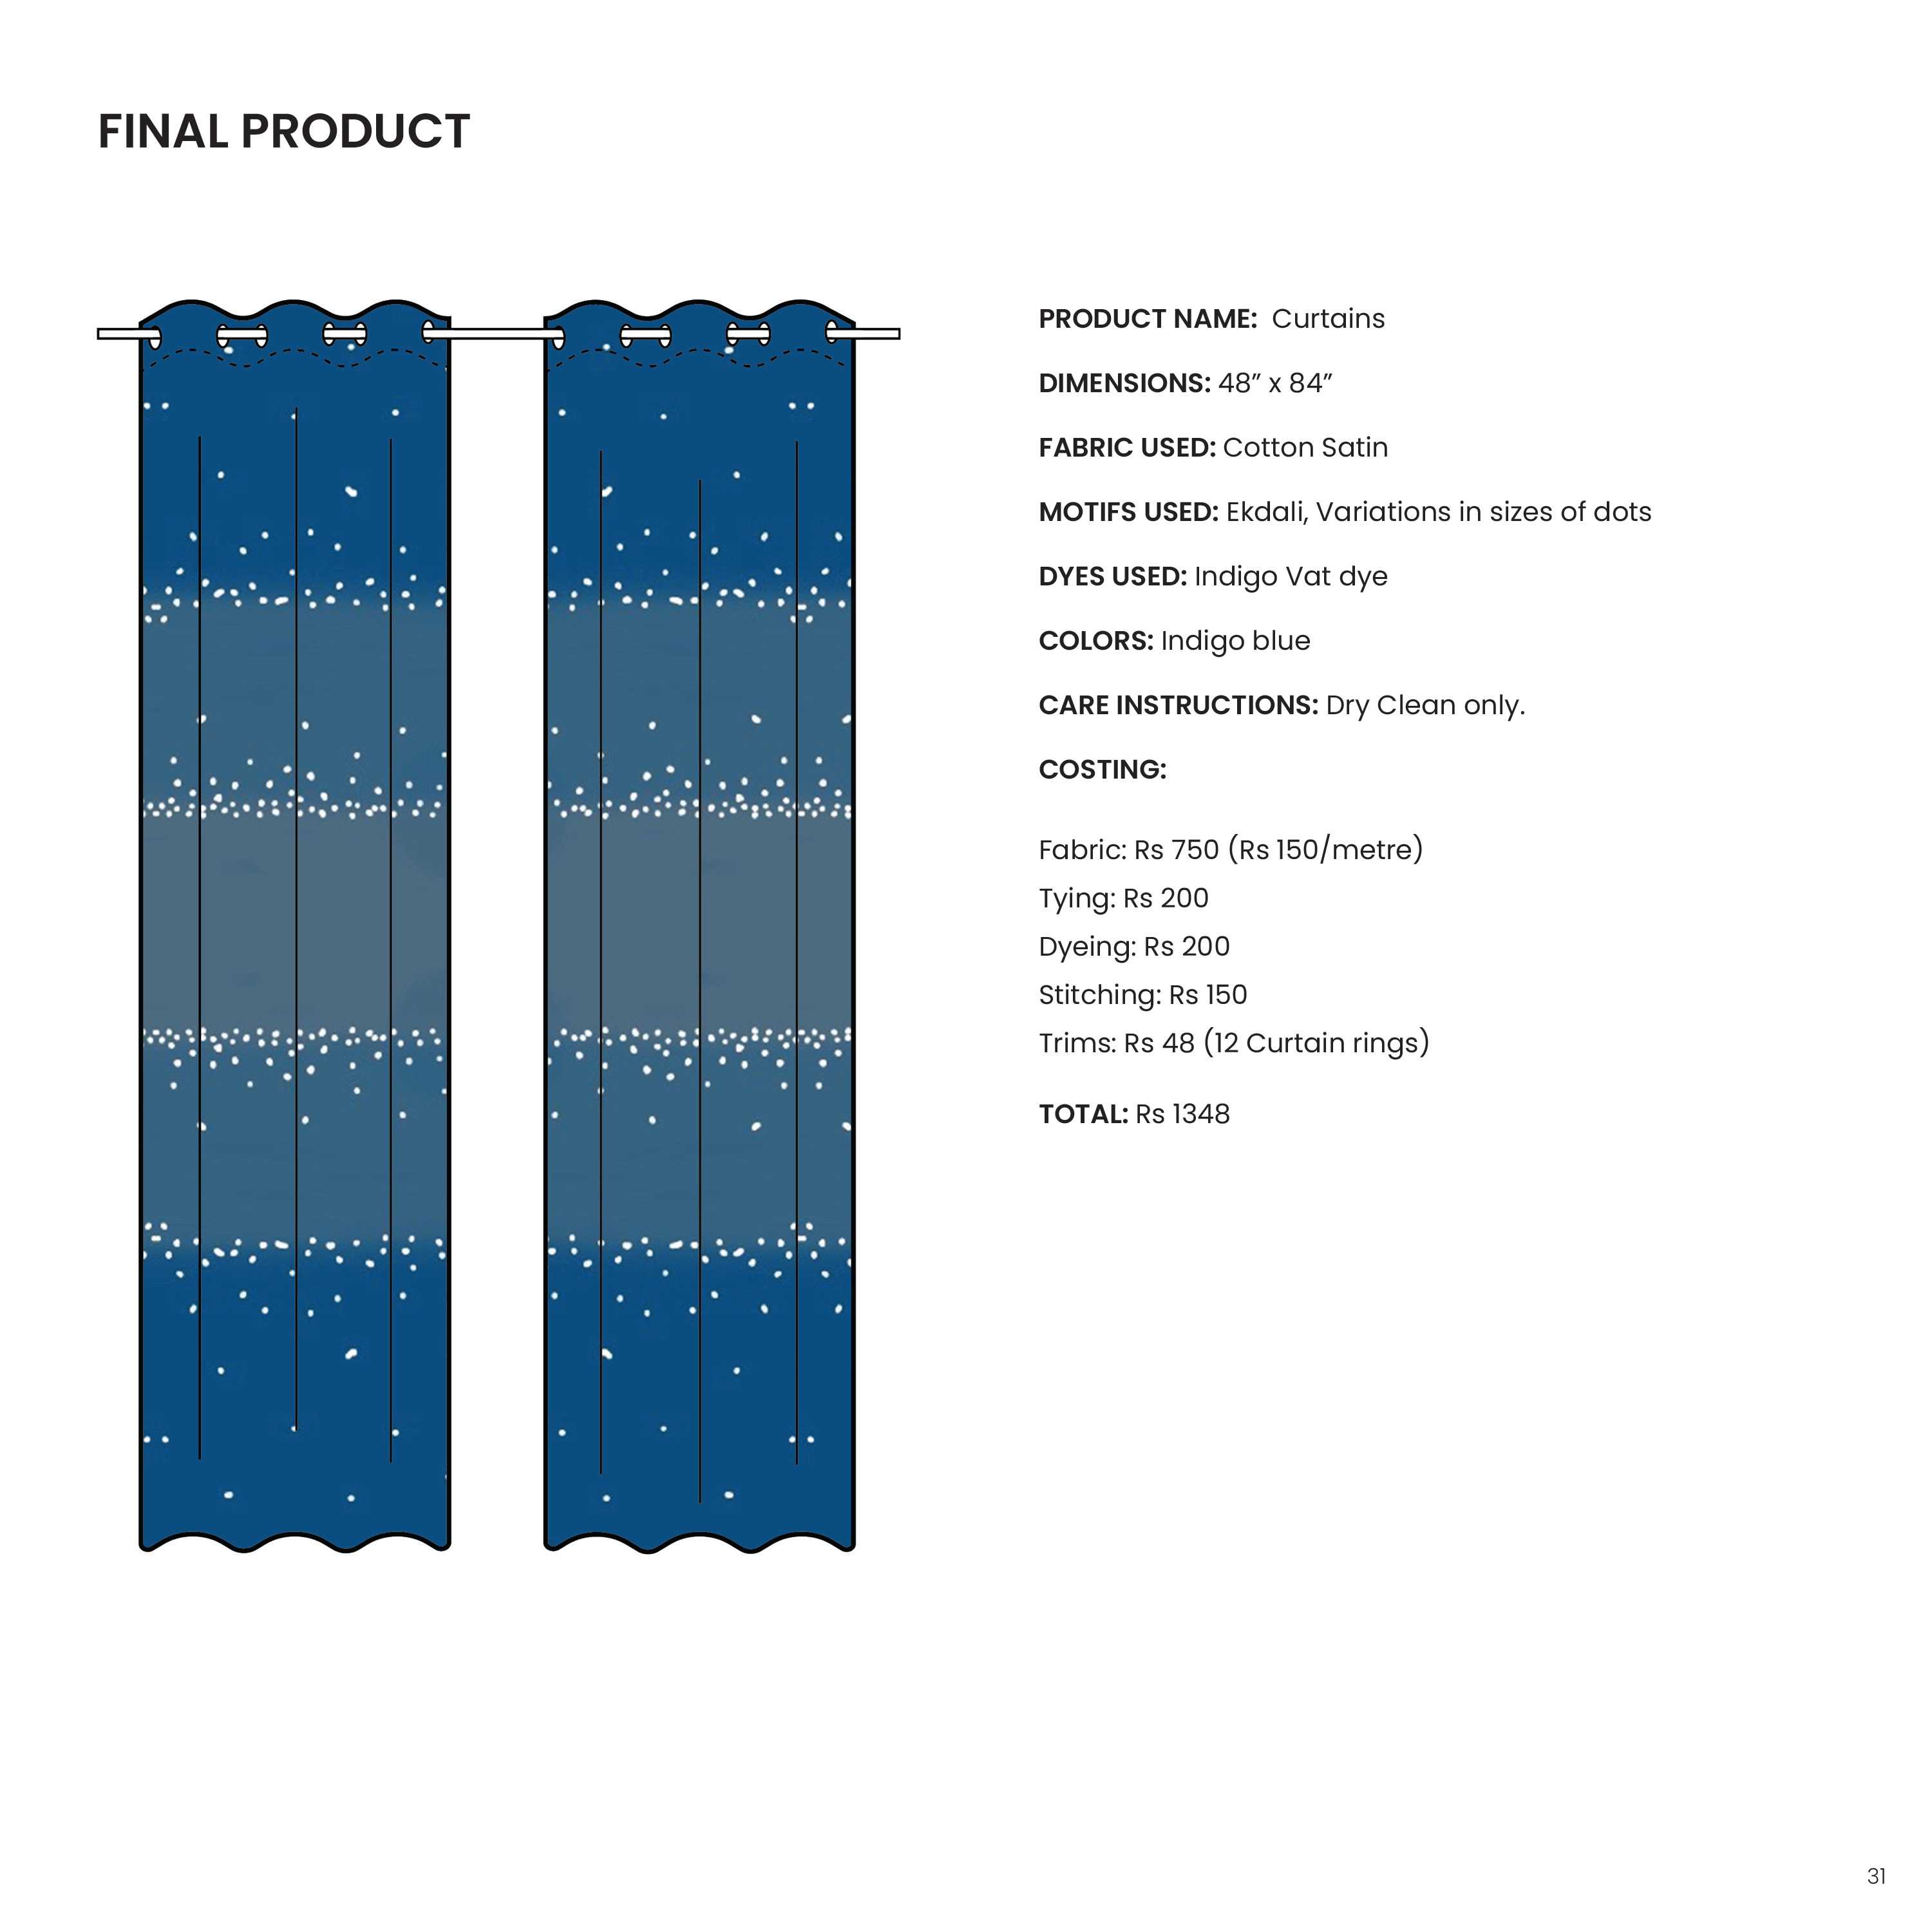 FINAL PRODUCT
PRODUCT NAME: Curtains
DIMENSIONS: 48” x 84”
FABRIC USED: Cotton Satin
MOTIFS USED: Ekdali, Variations in sizes of dots
DYES USED: Indigo Vat dye
COLORS: Indigo blue
CARE INSTRUCTIONS: Dry Clean only.
COSTING:
Fabric: Rs 750 (Rs 150/metre)
Tying: Rs 200
Dyeing: Rs 200
Stitching: Rs 150
Trims: Rs 48 (12 Curtain rings)
TOTAL: Rs 1348
31